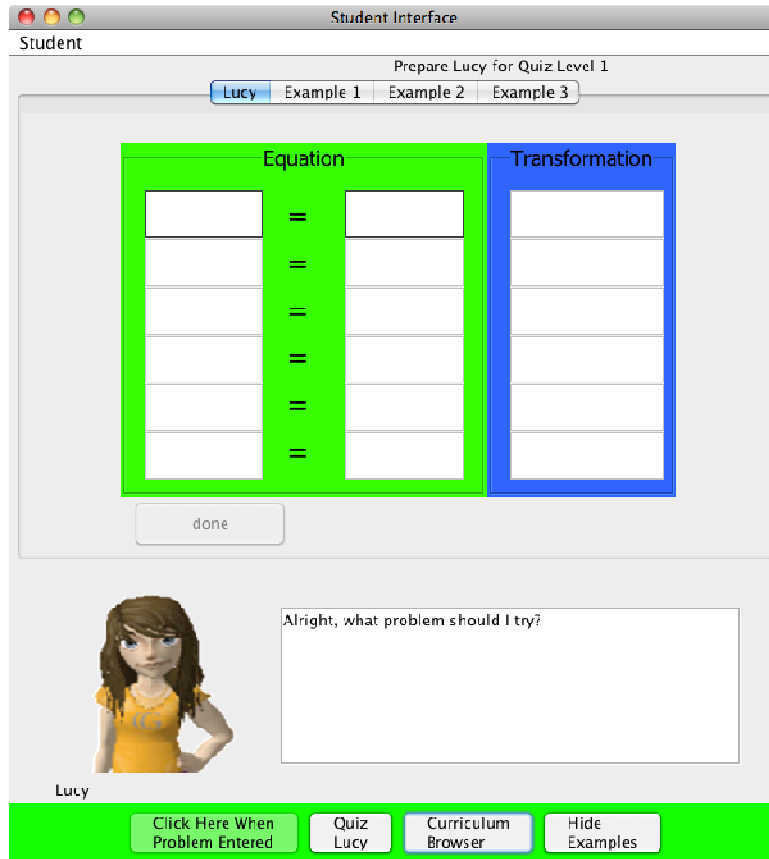 Student Interface
Student
Prepare Lucy for Quiz Level 1
Lucy Example 1 Example 2 Example 3
Equation Transformation
=
=
=
=
=
=
done
Alright, what problem should I try?
CG
Lucy
Click Here When
Problem Entered
Quiz
Lucy
Curriculum
Browser
Hide
Examples